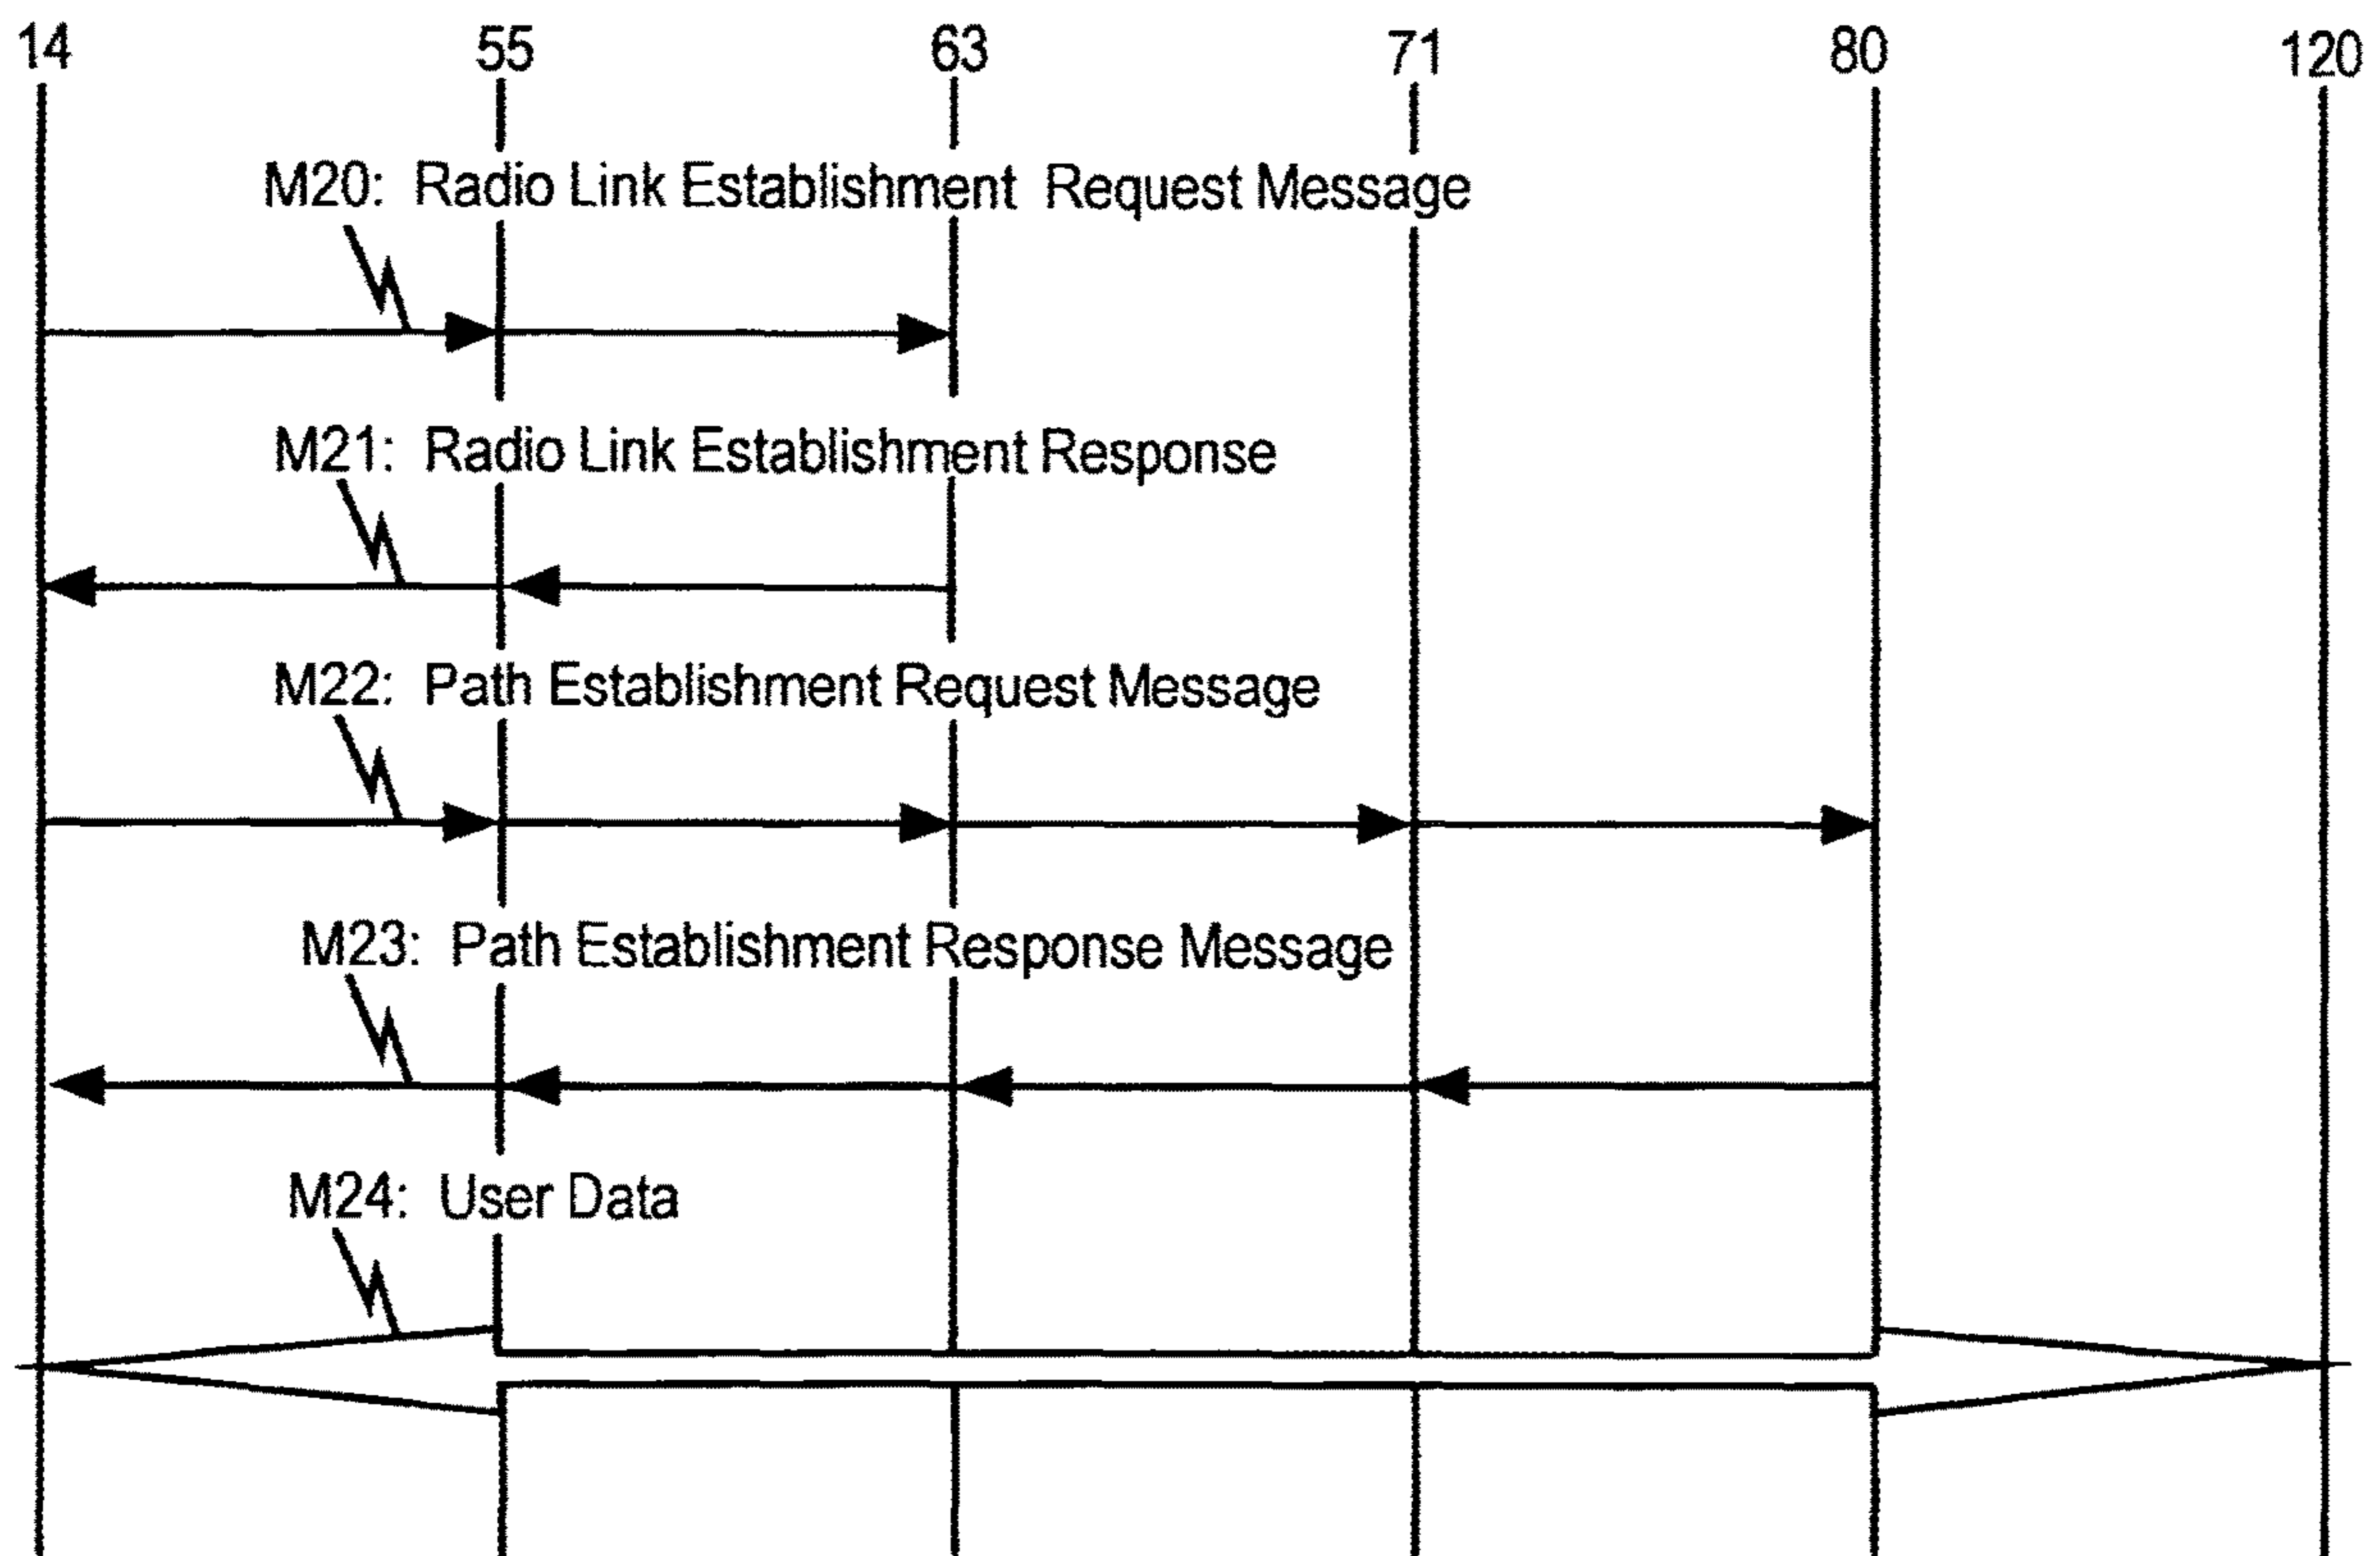 14 55 63 71 80 120
M20: Radio Link Establishment Request Message
M21: Radio Link Establishment Response
M22: Path Establishment Request Message
M23: Path Establishment Response Message
M24: User Data